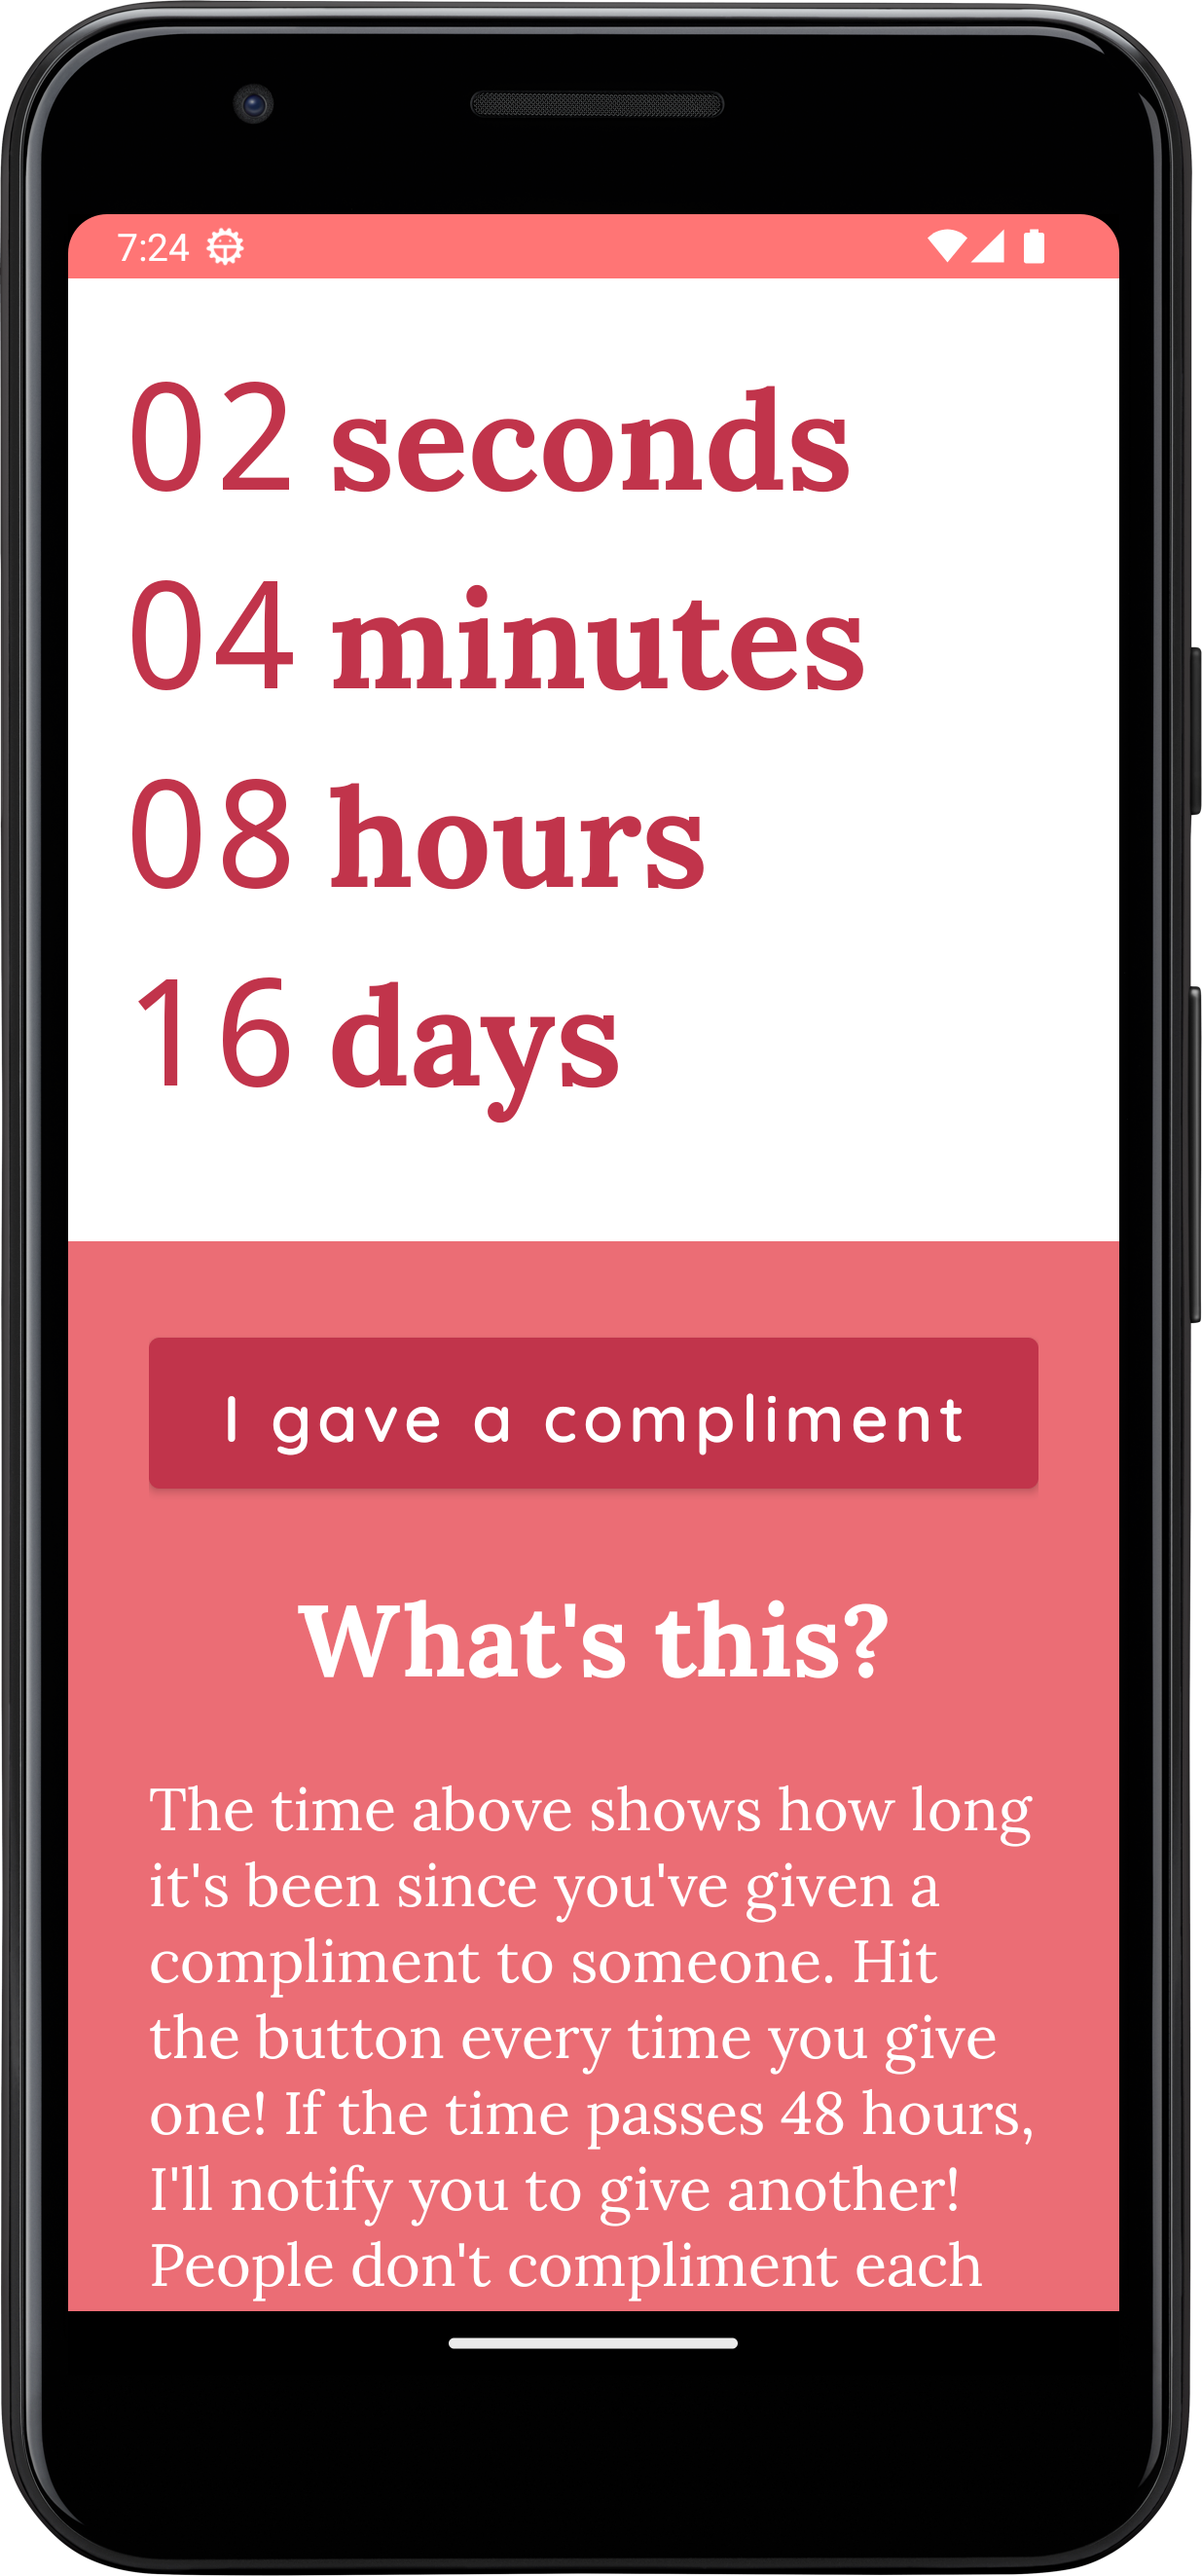 7:24
02 seconds
04 minutes
08 hours
16 days
I gave a compliment
What's this?
The time above shows how long
it's been since you've given a
compliment to someone. Hit
the button every time you give
one! If the time passes 48 hours,
I'll notify you to give another!
People don't compliment each